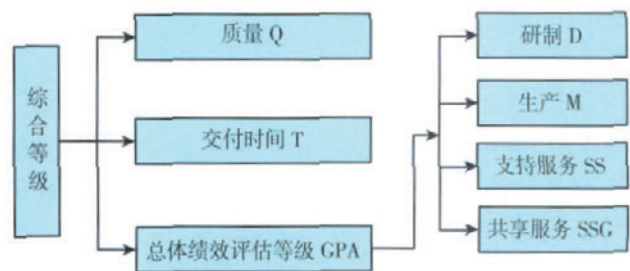 综合等级
质量 Q
交付时间 T
总体绩效评估等级 GPA
研制 D
生产 M
支持服务 SS
共享服务 SSG